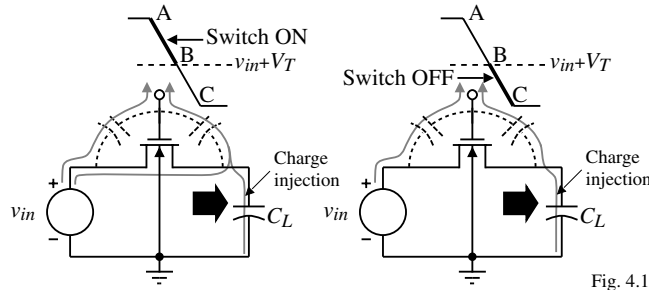 A
Switch ON
B
v_in+V_T
C
+
v_in
−
Charge
injection
C_L
A
B
v_in+V_T
Switch OFF
C
+
v_in
−
Charge
injection
C_L
Fig. 4.1